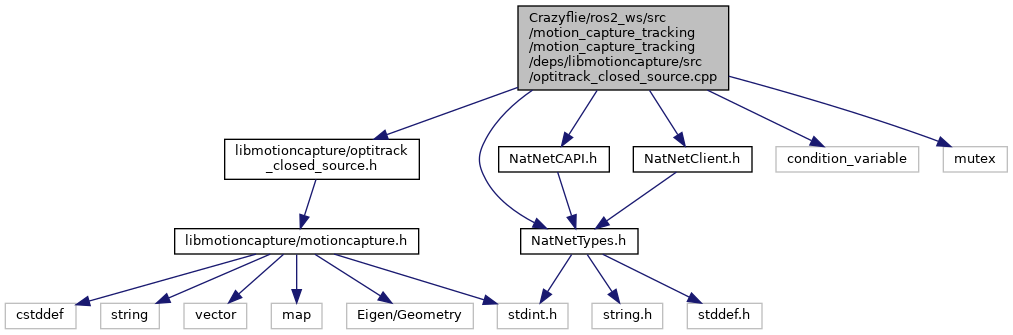 Crazyflie/ros2_ws/src
/motion_capture_tracking
/motion_capture_tracking
/deps/libmotioncapture/src
/optitrack_closed_source.cpp
libmotioncapture/optitrack
_closed_source.h
NatNetCAPI.h
NatNetClient.h
condition_variable
mutex
libmotioncapture/motioncapture.h
NatNetTypes.h
cstddef
string
vector
map
Eigen/Geometry
stdint.h
string.h
stddef.h